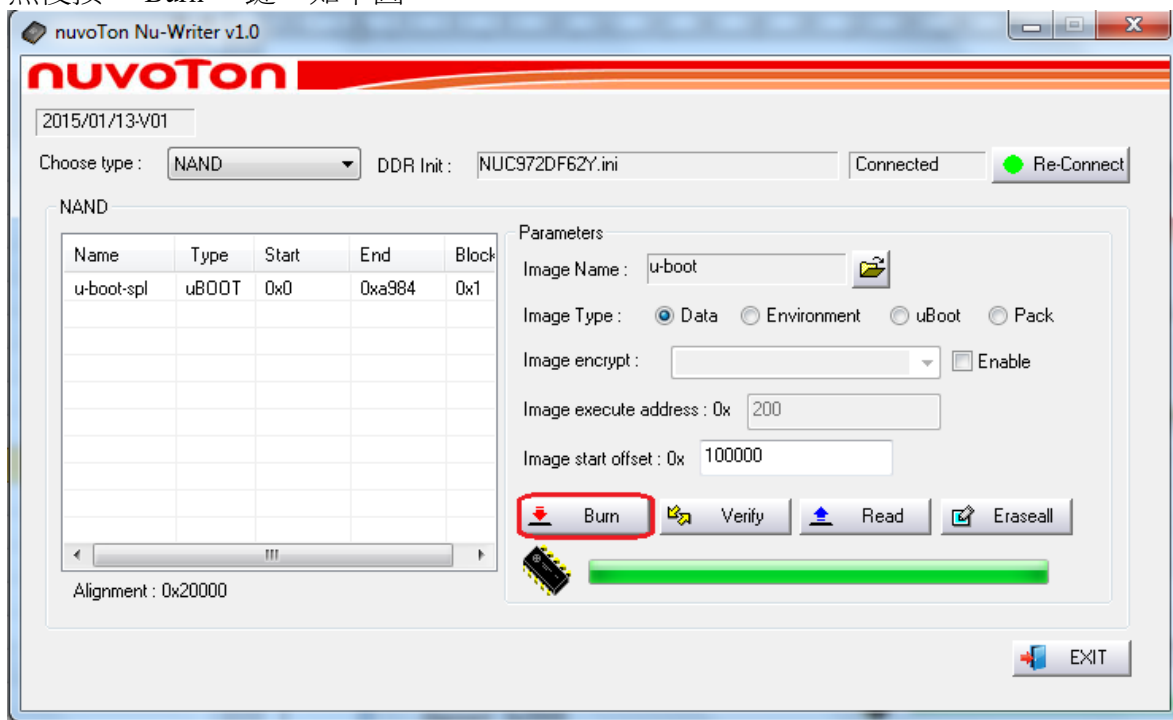 nuvoTon Nu-Writer v1.0
nuvoTon
2015/01/13-V01
Choose type : NAND DDR Init : NUC972DF62Y.ini Connected Re-Connect
NAND
Name Type Start End Block
u-boot-spl uBOOT 0x0 0xa984 0x1
Alignment : 0x20000
Parameters
Image Name : u-boot
Image Type : Data Environment uBoot Pack
Image encrypt : Enable
Image execute address : 0x 200
Image start offset : 0x 100000
Burn Verify Read Eraseall
EXIT